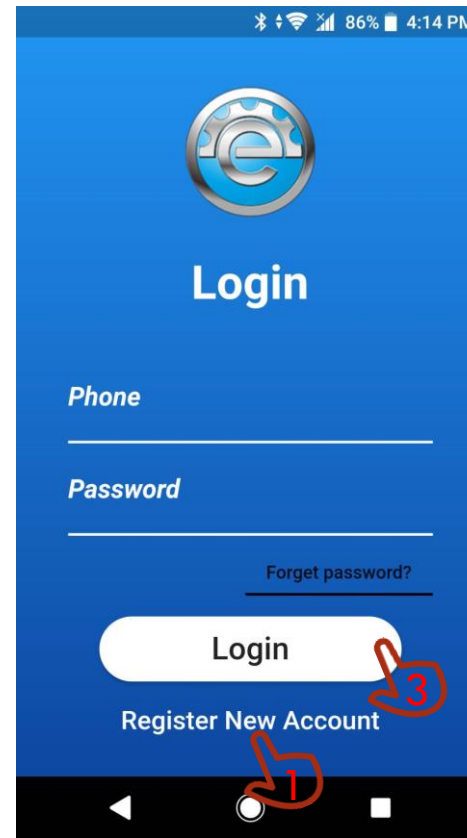 86% 4:14 PM
e
Login
Phone
Password
Forget password?
Login
3
Register New Account
1